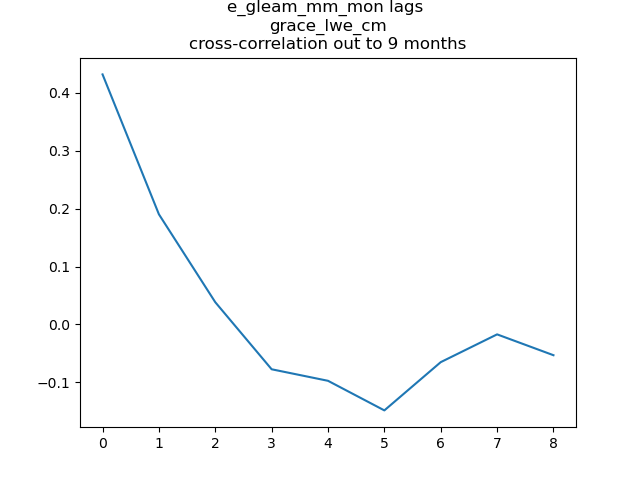 e_gleam_mm_mon lags
grace_lwe_cm
cross-correlation out to 9 months
0.4
0.3
0.2
0.1
0.0
−0.1
0 1 2 3 4 5 6 7 8